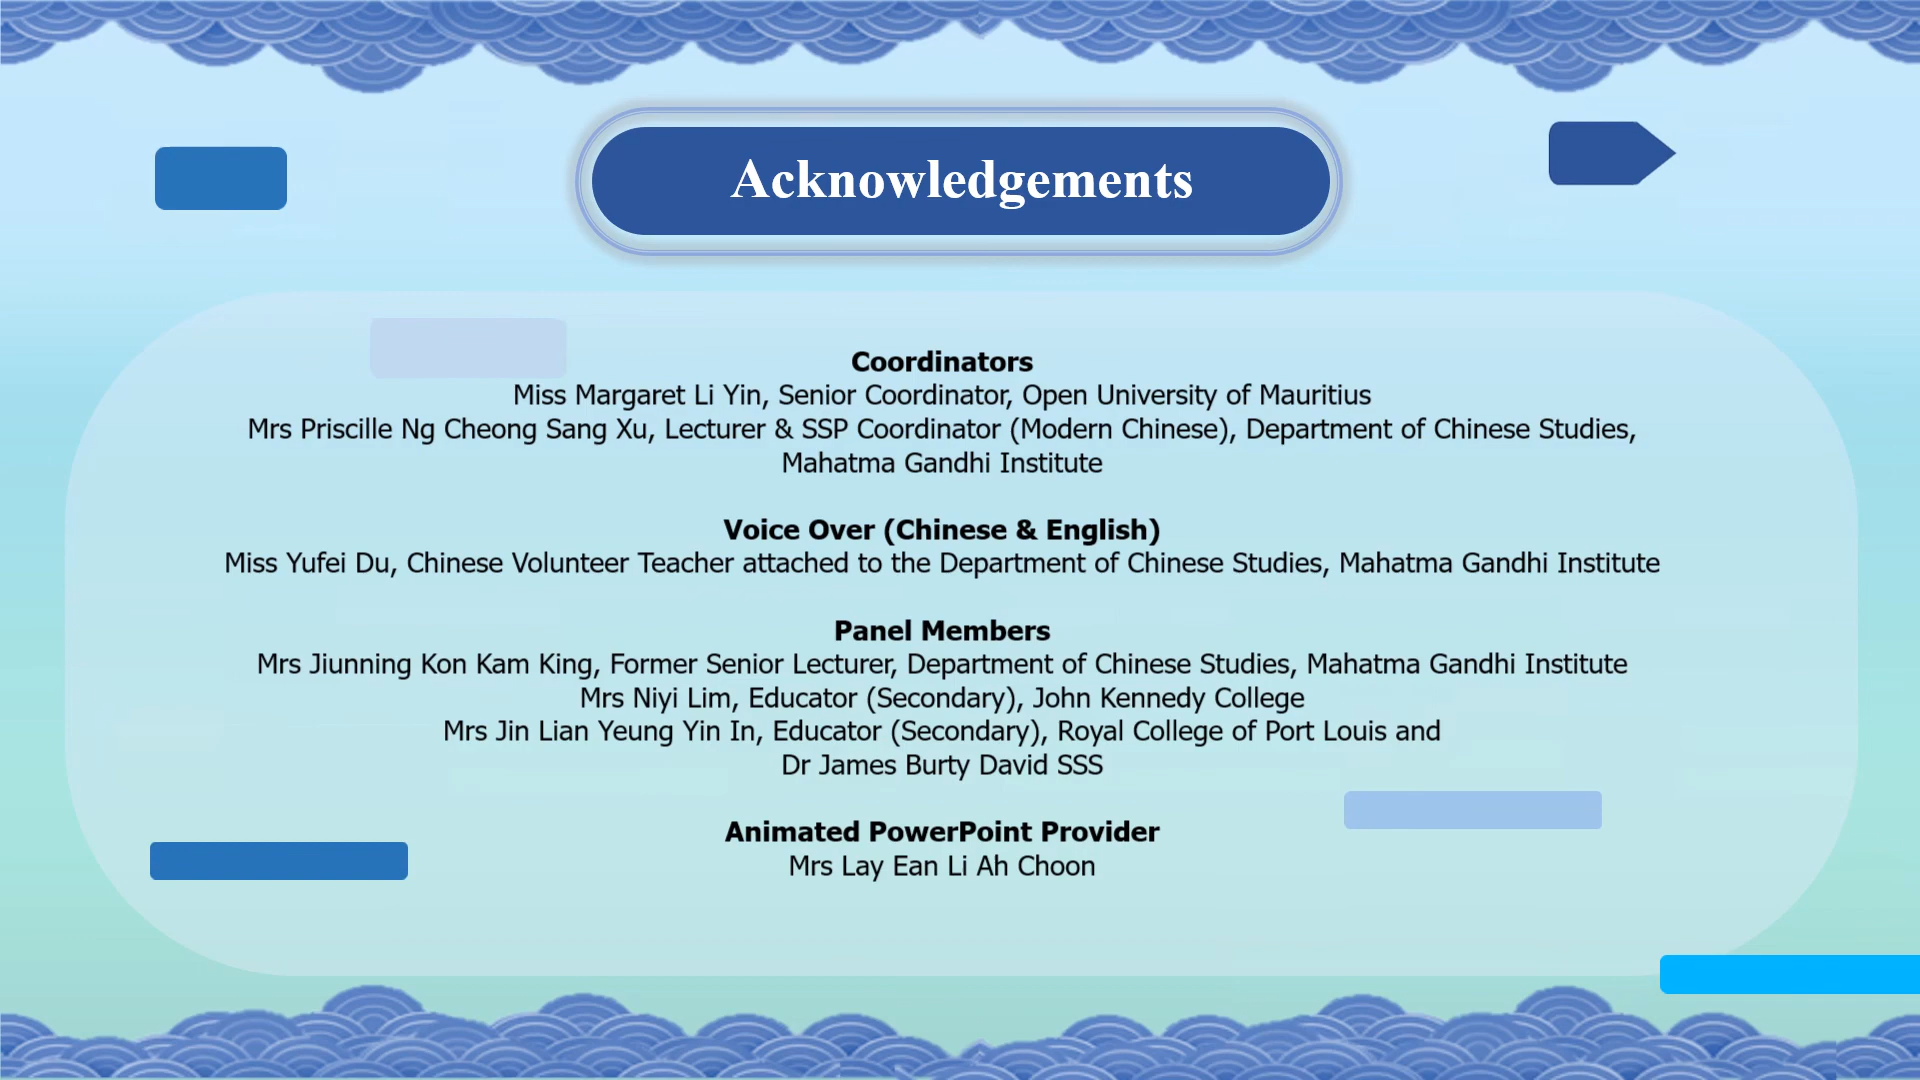 Acknowledgements
Coordinators
Miss Margaret Li Yin, Senior Coordinator, Open University of Mauritius
Mrs Priscille Ng Cheong Sang Xu, Lecturer & SSP Coordinator (Modern Chinese), Department of Chinese Studies,
Mahatma Gandhi Institute
Voice Over (Chinese & English)
Miss Yufei Du, Chinese Volunteer Teacher attached to the Department of Chinese Studies, Mahatma Gandhi Institute
Panel Members
Mrs Jiunning Kon Kam King, Former Senior Lecturer, Department of Chinese Studies, Mahatma Gandhi Institute
Mrs Niyi Lim, Educator (Secondary), John Kennedy College
Mrs Jin Lian Yeung Yin In, Educator (Secondary), Royal College of Port Louis and
Dr James Burty David SSS
Animated PowerPoint Provider
Mrs Lay Ean Li Ah Choon